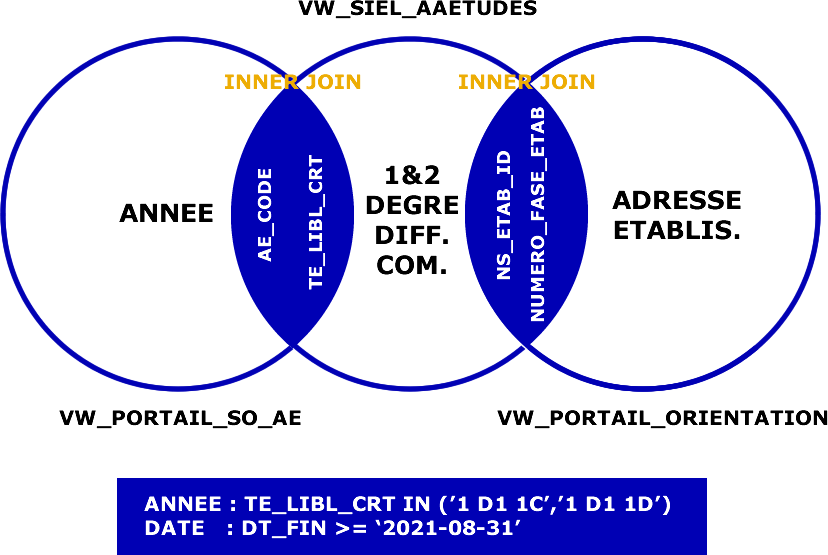 VW_SIEL_AAETUDES
INNER JOIN
INNER JOIN
ANNEE
AE_CODE
TE_LIBL_CRT
1&2
DEGRE
DIFF.
COM.
NS_ETAB_ID
NUMERO_FASE_ETAB
ADRESSE
ETABLIS.
VW_PORTAIL_SO_AE
VW_PORTAIL_ORIENTATION
ANNEE : TE_LIBL_CRT IN (’1 D1 1C’,’1 D1 1D’)
DATE : DT_FIN >= ‘2021-08-31’